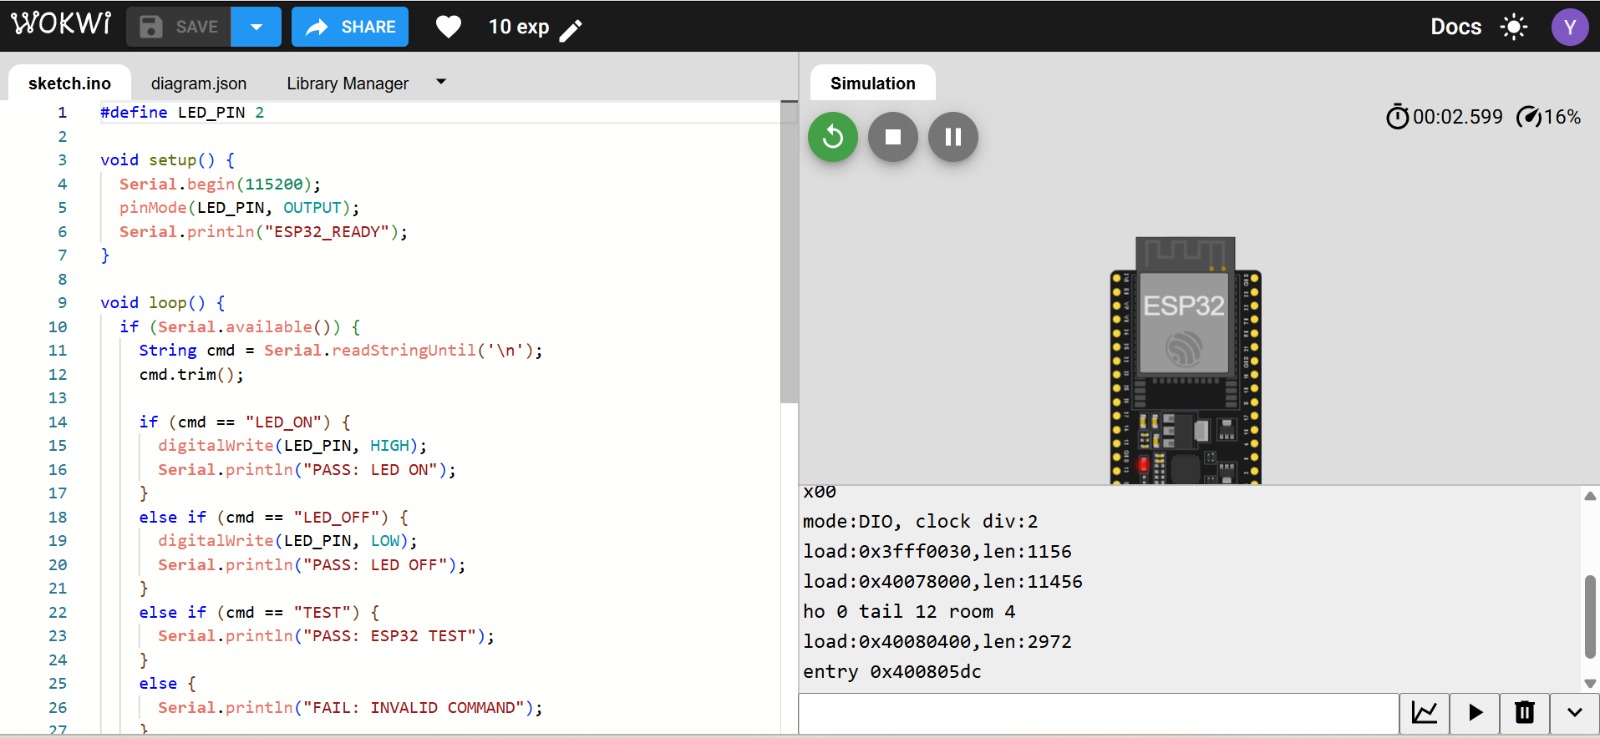 WOKWI SAVE SHARE 10 exp Docs Y
sketch.ino diagram.json Library Manager
1 #define LED_PIN 2
2
3 void setup() {
4 Serial.begin(115200);
5 pinMode(LED_PIN, OUTPUT);
6 Serial.println("ESP32_READY");
7 }
8
9 void loop() {
10 if (Serial.available()) {
11 String cmd = Serial.readStringUntil('\n');
12 cmd.trim();
13
14 if (cmd == "LED_ON") {
15 digitalWrite(LED_PIN, HIGH);
16 Serial.println("PASS: LED ON");
17 }
18 else if (cmd == "LED_OFF") {
19 digitalWrite(LED_PIN, LOW);
20 Serial.println("PASS: LED OFF");
21 }
22 else if (cmd == "TEST") {
23 Serial.println("PASS: ESP32 TEST");
24 }
25 else {
26 Serial.println("FAIL: INVALID COMMAND");
27 }
Simulation
00:02.599 16%
ESP32
x00
mode:DIO, clock div:2
load:0x3fff0030,len:1156
load:0x40078000,len:11456
ho 0 tail 12 room 4
load:0x40080400,len:2972
entry 0x400805dc